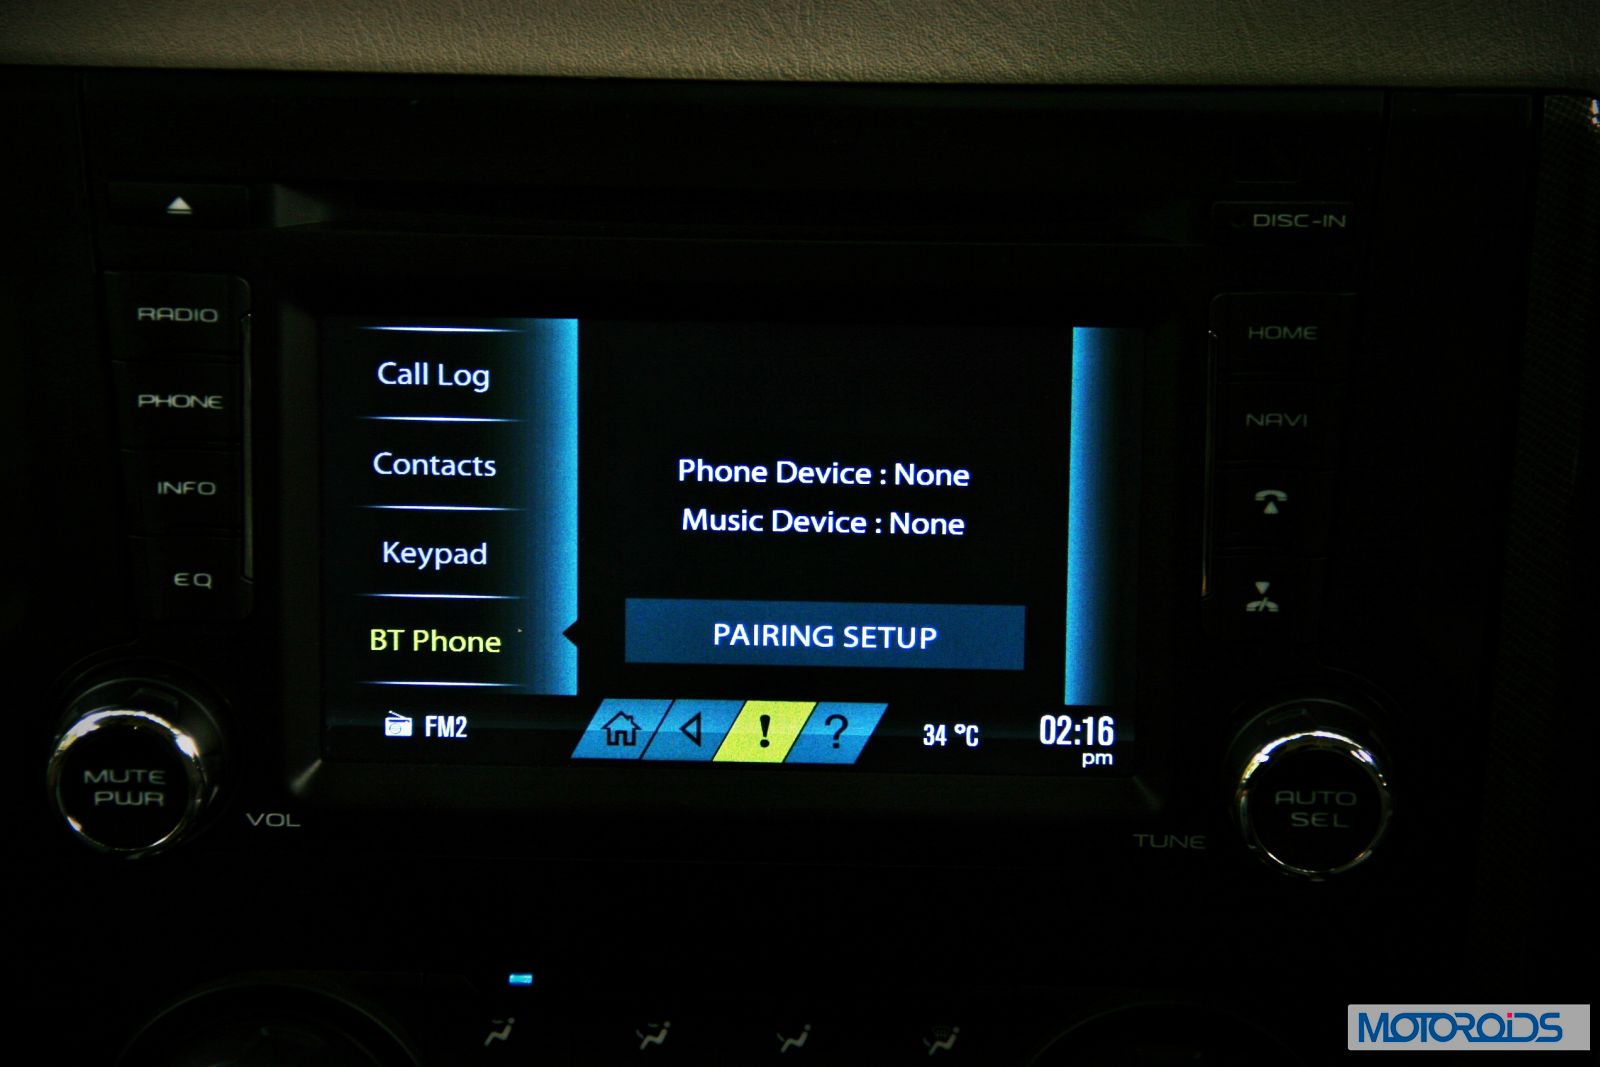 DISC-IN
RADIO
PHONE
INFO
EQ
HOME
NAVI
Call Log
Contacts
Keypad
BT Phone
Phone Device : None
Music Device : None
PAIRING SETUP
FM2
!
?
34 °C
02:16
pm
MUTE
PWR
VOL
TUNE
AUTO
SEL
MOTOROiDS